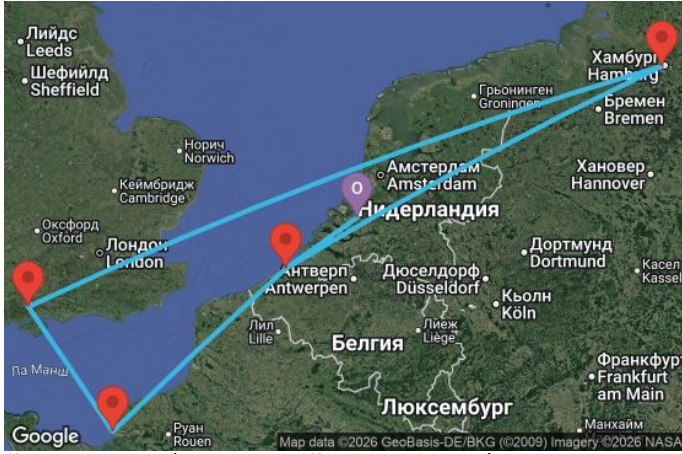 Лийдс
Leeds
Шефийлд
Sheffield
Хамбург
Hamburg
Грьонинген
Groningen
Бремен
Bremen
Норич
Norwich
Амстердам
Amsterdam
Хановер
Hannover
Кеймбридж
Cambridge
О
Нидерландия
Оксфорд
Oxford
Лондон
London
Дортмунд
Dortmund
Антверп
Antwerpen
Дюселдорф
Düsseldorf
Касел
Kassel
Кьолн
Köln
Лил
Lille
Белгия
Лиеж
Liège
Ла Манш
Франкфурт
Frankfurt
am Main
Люксембург
Google
Руан
Rouen
Манхайм
Map data ©2026 GeoBasis-DE/BKG (©2009) Imagery ©2026 NASA